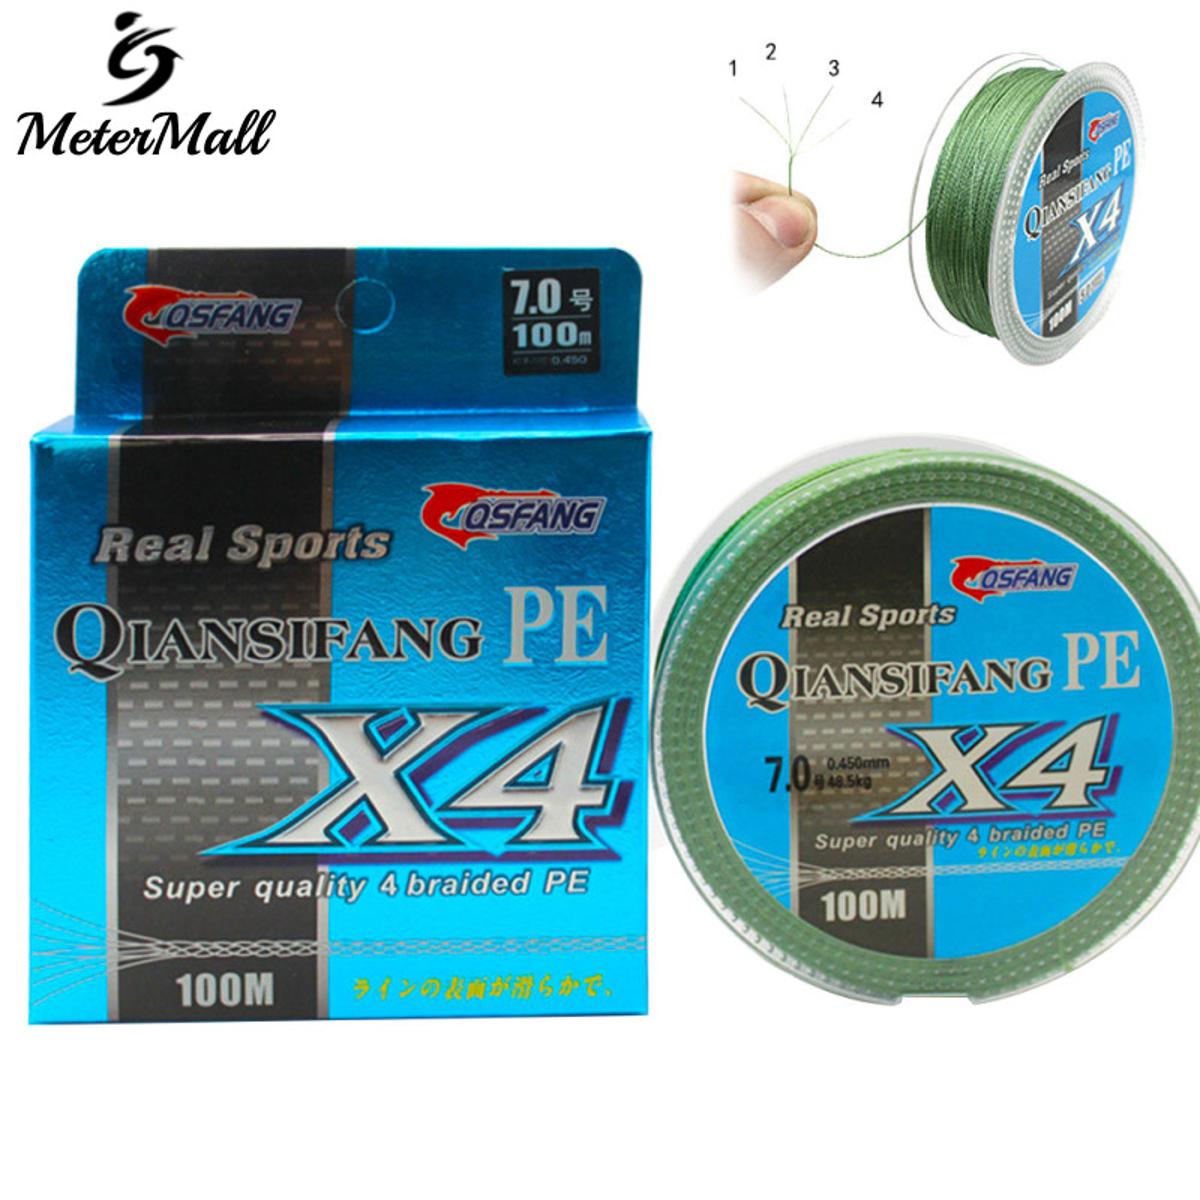 MeterMall
1
2
3
4
QSFANG
Real Sports
QIANSIFANG PE
X4
100M
QSFANG
7.0号
100m
0.450
QSFANG
Real Sports
QIANSIFANG PE
X4
Super quality 4 braided PE
100M
ラインの表面が滑らかで、
QSFANG
Real Sports
QIANSIFANG PE
7.0号
0.450mm
48.5kg
X4
Super quality 4 braided PE
ラインの表面が滑らかで、
100M